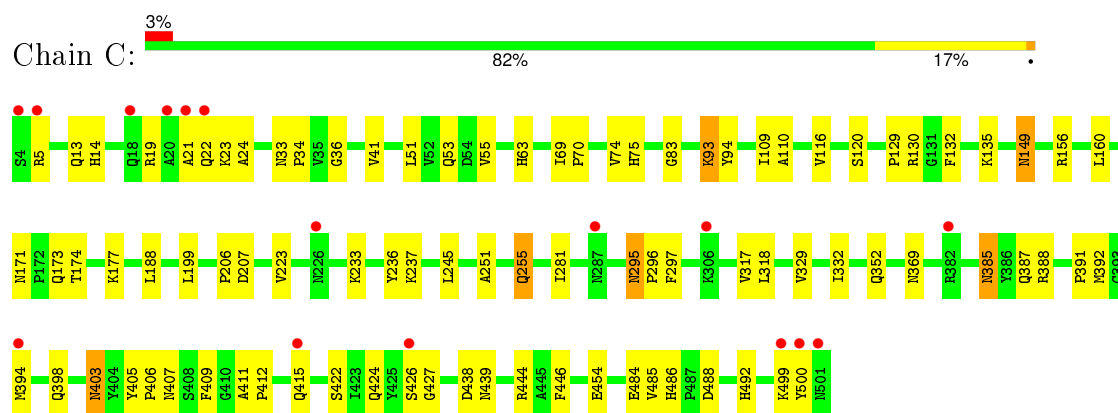 3%
Chain C:
82% 17% •
S4 R5 Q13 H14 Q18 R19 A20 A21 Q22 K23 A24 N33 P34 V35 G36 V41 L51 V52 Q53 D54 V55 H63 I69 P70 V74 H75 G83 K93 Y94 I109 A110 V116 S120 P129 R130 G131 F132 K135 N149 R156 L160
N171 P172 Q173 T174 K177 L188 L199 P206 D207 V223 N226 K233 Y236 K237 L245 A251 Q255 I281 N287 N295 P296 F297 K306 V317 L318 V329 I332 Q352 N369 R382 N385 Y386 Q387 R388 P391 M392 G393
M394 Q398 N403 Y404 Y405 P406 N407 S408 F409 G410 A411 P412 Q415 S422 I423 Q424 Y425 S426 G427 D438 N439 R444 A445 F446 E454 E484 V485 H486 P487 D488 H492 K499 Y500 N501